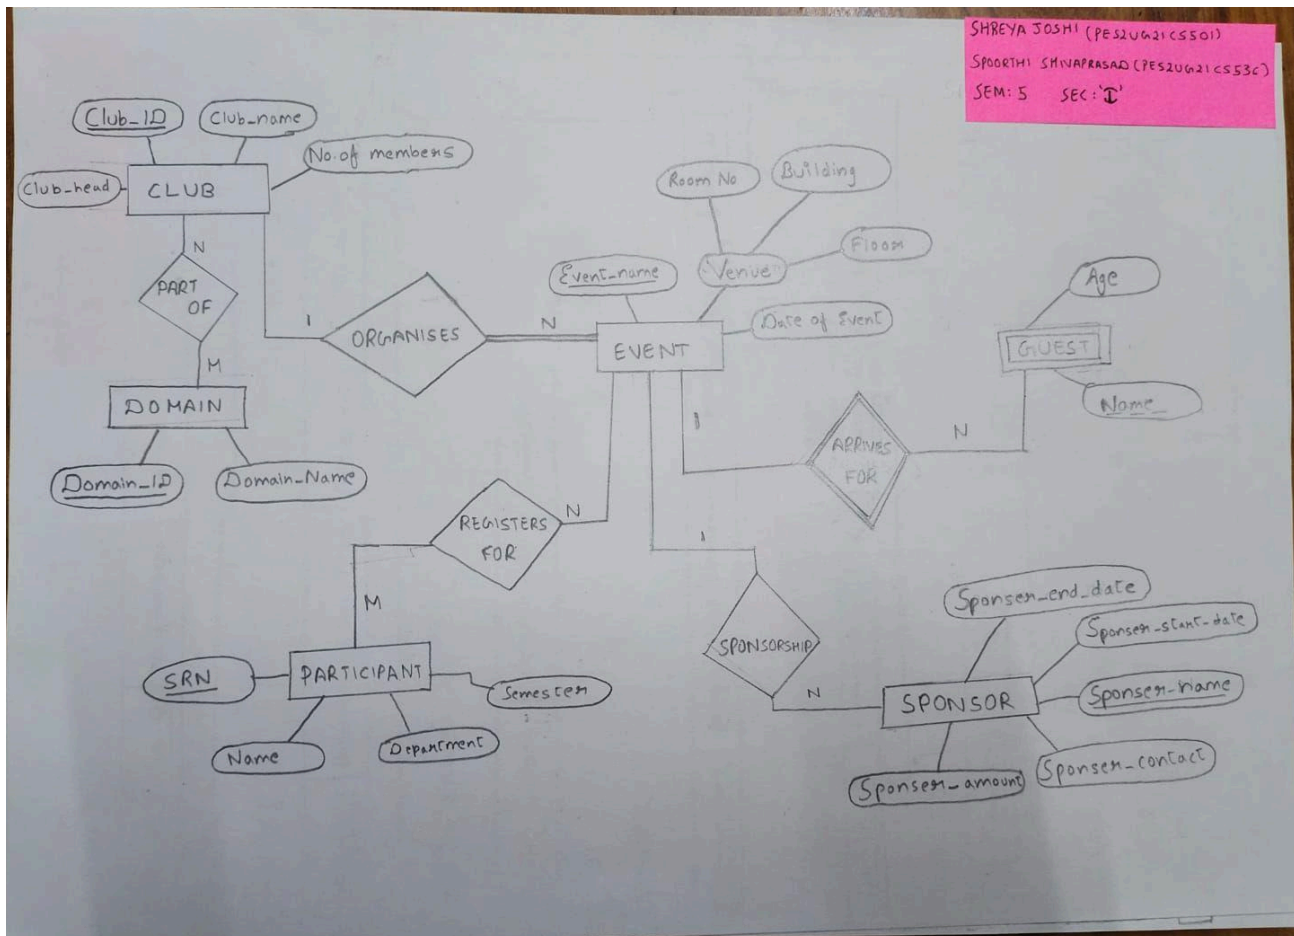 SHREYA JOSHI (PES2UG21CS501)
SPOORTHI SHIVAPRASAD (PES2UG21CS536)
SEM: 5 SEC: 'I'
Club_ID
Club_name
No. of members
Club_head
CLUB
N
PART
OF
M
DOMAIN
Domain_ID
Domain_Name
1
ORGANISES
N
Event_name
Room No
Building
Floor
Venue
Date of Event
EVENT
Age
GUEST
Name
1
ARRIVES
FOR
N
REGISTERS
FOR
N
M
1
SPONSORSHIP
N
SRN
PARTICIPANT
Semester
Name
Department
Sponser_end_date
Sponser_start_date
Sponser_name
SPONSOR
Sponser_contact
Sponser_amount